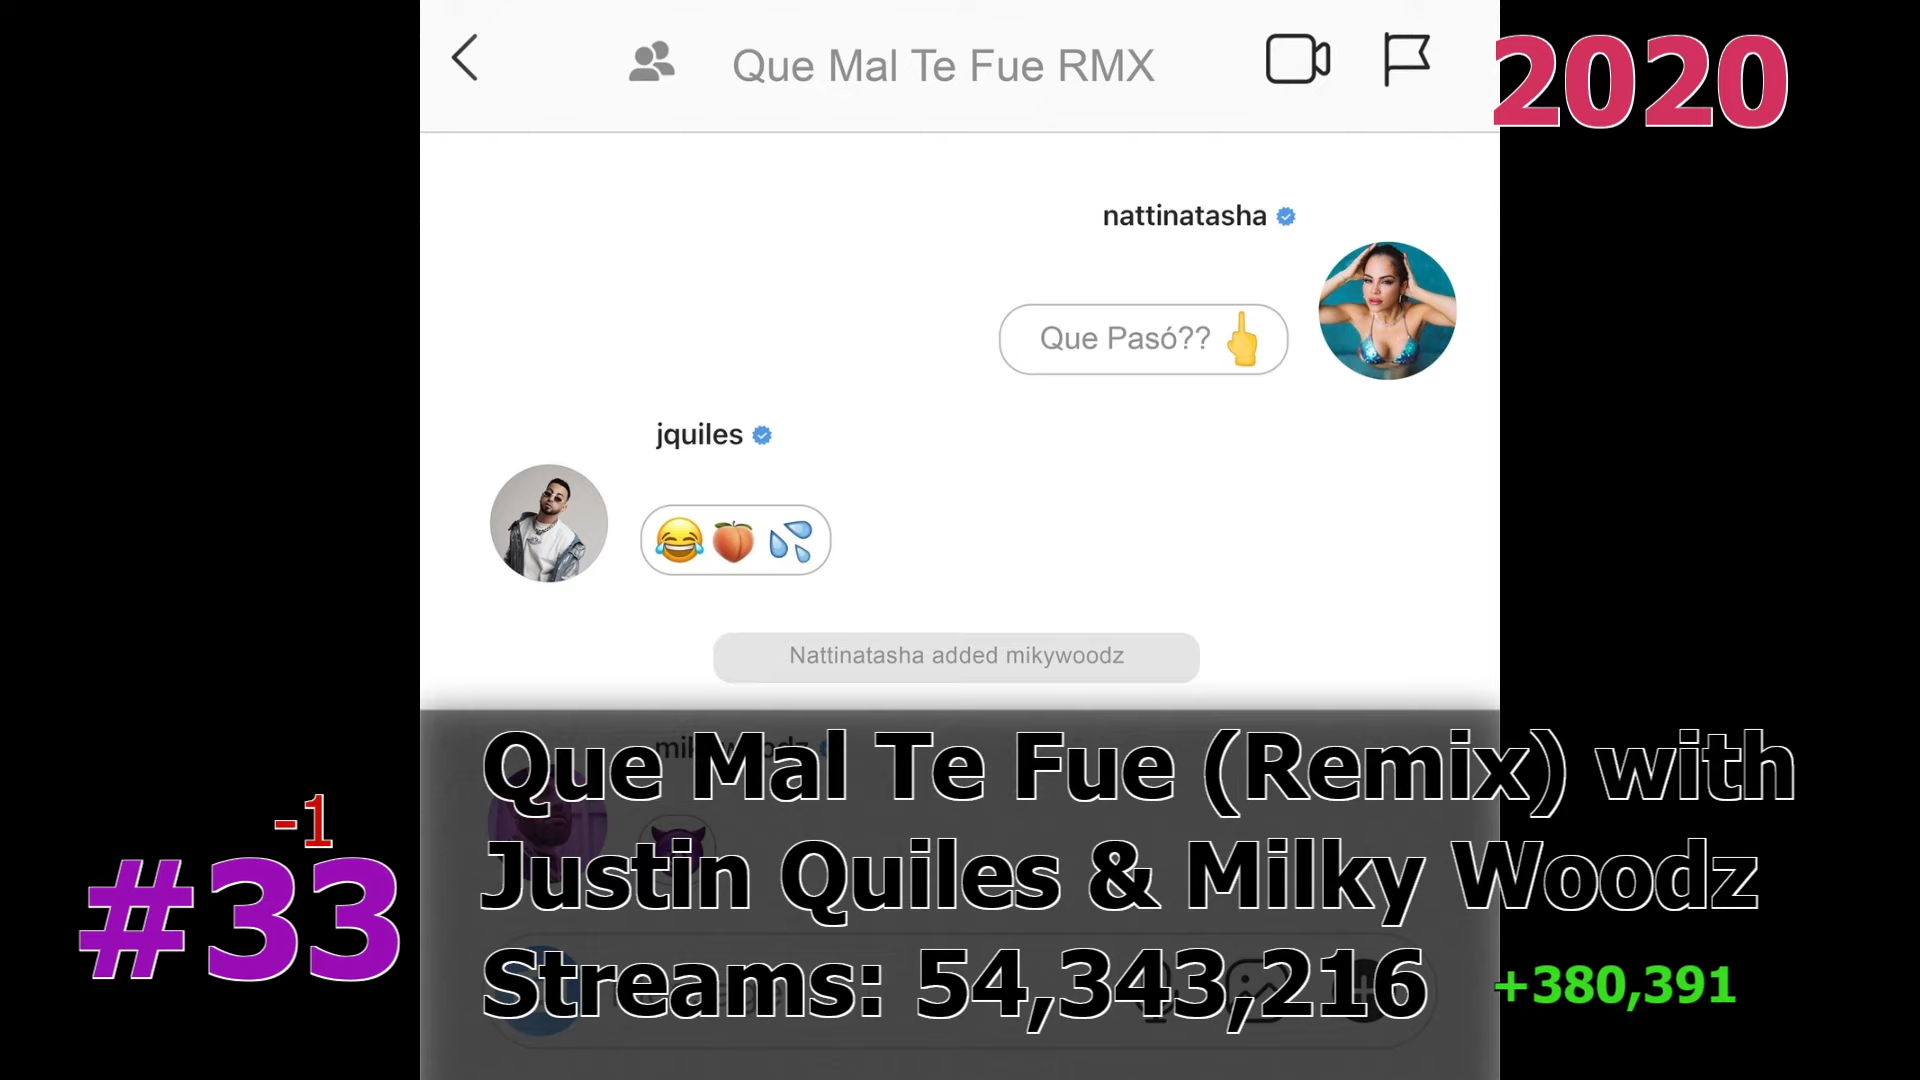 Que Mal Te Fue RMX
2020
nattinatasha
Que Pasó??
jquiles
Nattinatasha added mikywoodz
Que Mal Te Fue (Remix) with
Justin Quiles & Milky Woodz
Streams: 54,343,216
+380,391
-1
#33